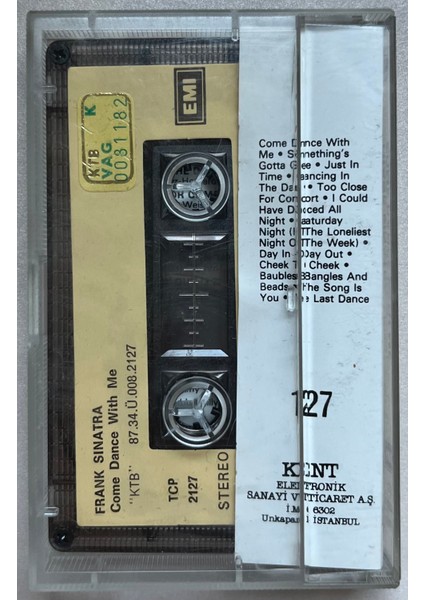 EMI
K
KTB
VAG
0031182
FRANK SINATRA
Come Dance With Me
"KTB" 87.34.Ü.008.2127
TCP
2127
STEREO
Come Dance With
Me • Something's
Gotta Give • Just In
Time • Dancing In
The Dark • Too Close
For Comfort • I Could
Have Danced All
Night • Saturday
Night (Is The Loneliest
Night Of The Week) •
Day In Day Out •
Cheek To Cheek •
Baubles Bangles And
Beads • The Song Is
You • The Last Dance
127
KENT
ELEKTRONİK
SANAYİ VE TİCARET A.Ş.
6302
Unkapanı İSTANBUL